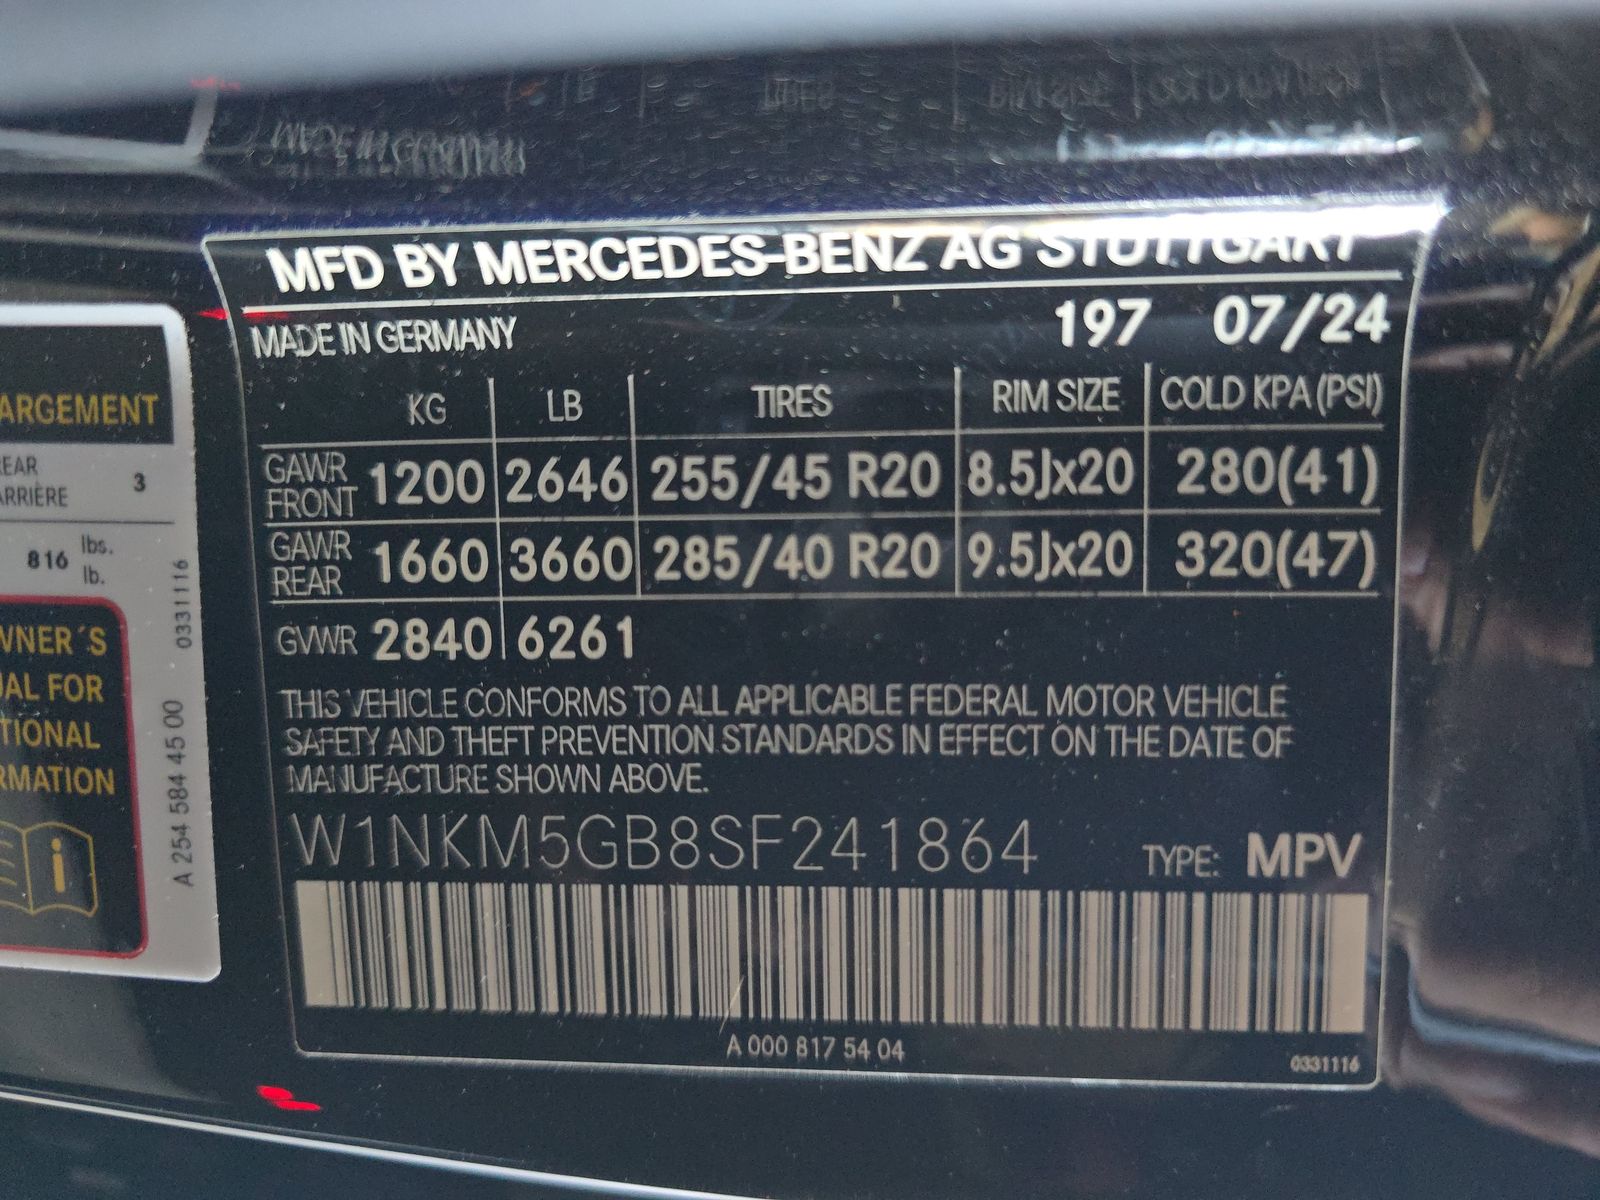 MFD BY MERCEDES-BENZ AG STUTTGART
MADE IN GERMANY 197 07/24
KG LB TIRES RIM SIZE COLD KPA (PSI)
GAWR FRONT 1200 2646 255/45 R20 8.5Jx20 280(41)
GAWR REAR 1660 3660 285/40 R20 9.5Jx20 320(47)
GVWR 2840 6261
THIS VEHICLE CONFORMS TO ALL APPLICABLE FEDERAL MOTOR VEHICLE
SAFETY AND THEFT PREVENTION STANDARDS IN EFFECT ON THE DATE OF
MANUFACTURE SHOWN ABOVE.
W1NKM5GB8SF241864 TYPE: MPV
A 000 817 54 04
0331116
ARGEMENT
REAR
ARRIÈRE 3
816 lbs.
lb.
WNER´S
UAL FOR
TIONAL
RMATION
i
A 254 584 45 00 0331116